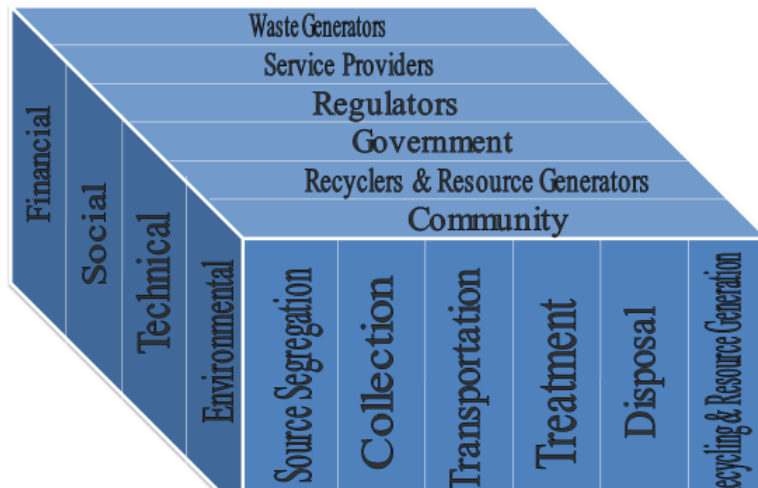 Waste Generators
Service Providers
Regulators
Government
Recyclers & Resource Generators
Community
Financial
Social
Technical
Environmental
Source Segregation
Collection
Transportation
Treatment
Disposal
ecycling & Resource Generation